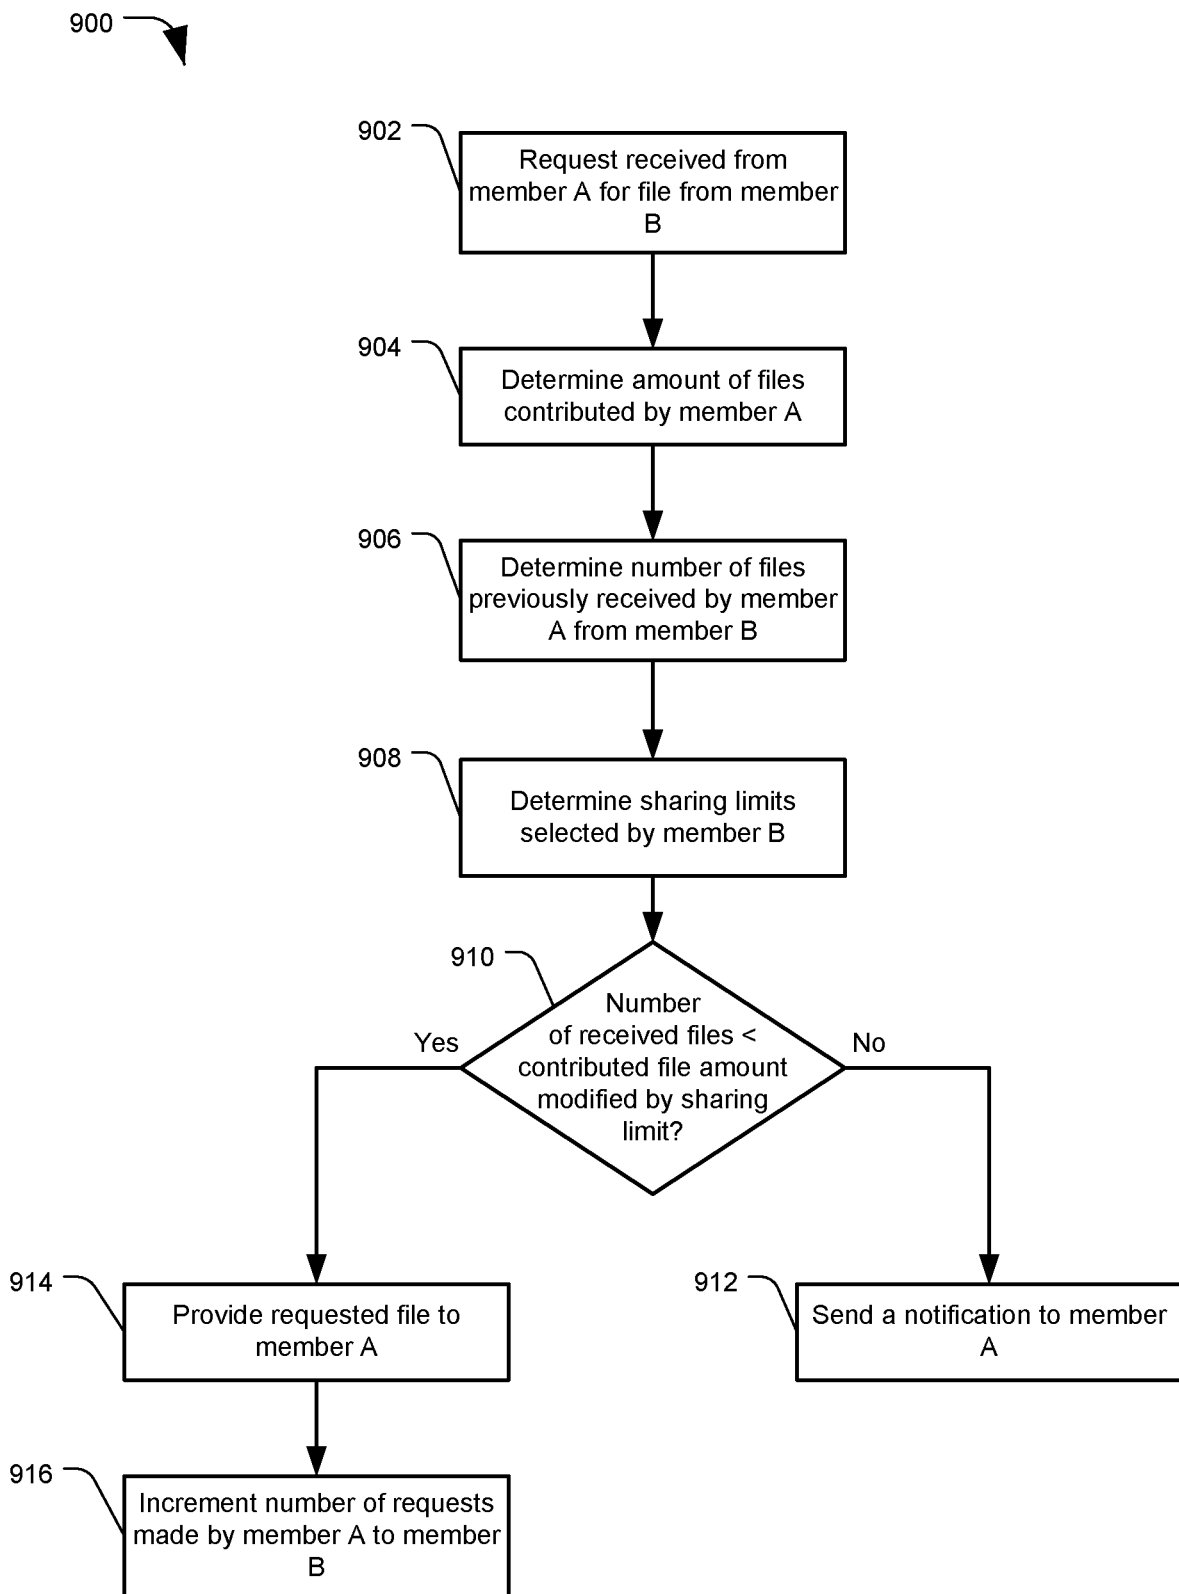 900
902
Request received from
member A for file from member
B
904
Determine amount of files
contributed by member A
906
Determine number of files
previously received by member
A from member B
908
Determine sharing limits
selected by member B
910
Number
of received files <
contributed file amount
modified by sharing
limit?
Yes
No
914
Provide requested file to
member A
912
Send a notification to member
A
916
Increment number of requests
made by member A to member
B